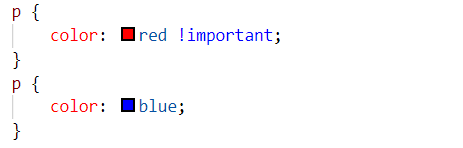 p {
    color: red !important;
}
p {
    color: blue;
}